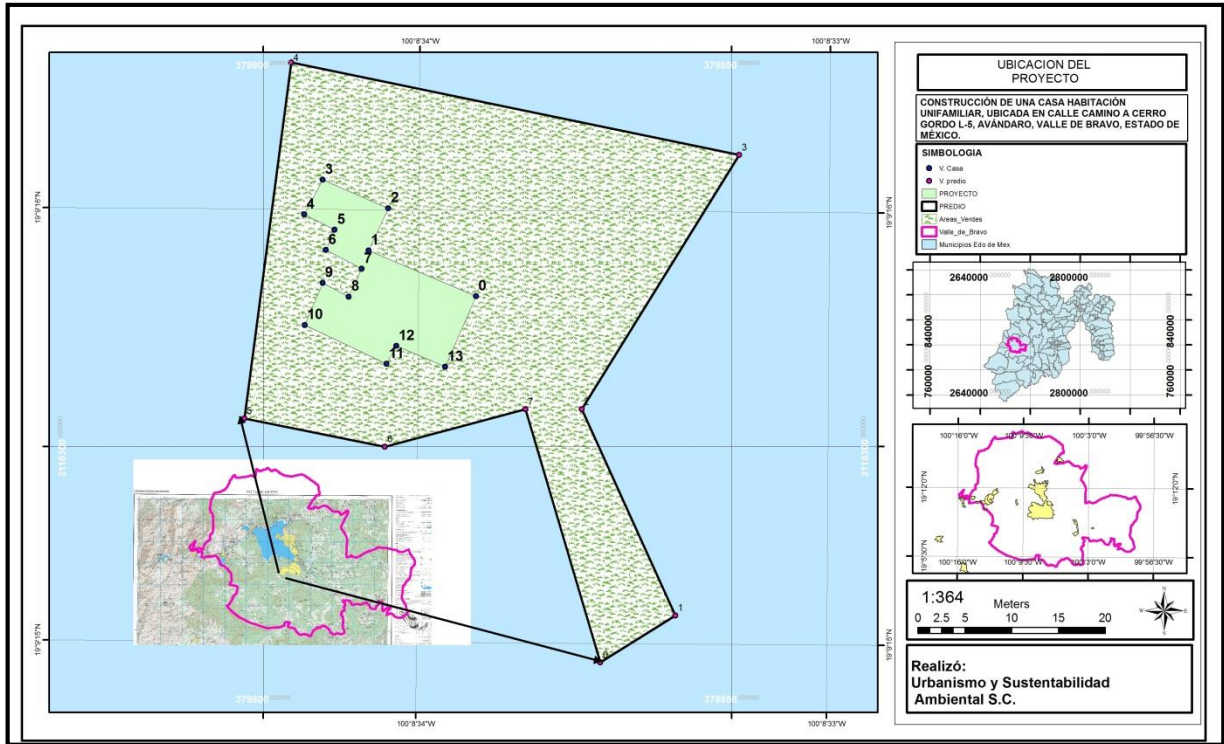 100°8'34"W
100°8'33"W
379800
379850
4
3
3
2
4
5
6
1
7
9
8
0
10
12
11
13
19°9'16"N
19°9'16"N
5
7
2
6
2118300
2118300
1
19°9'15"N
19°9'15"N
379800
379850
100°8'34"W
100°8'33"W
UBICACION DEL
PROYECTO
CONSTRUCCIÓN DE UNA CASA HABITACIÓN
UNIFAMILIAR, UBICADA EN CALLE CAMINO A CERRO
GORDO L-5, AVÁNDARO, VALLE DE BRAVO, ESTADO DE
MÉXICO.
SIMBOLOGIA
V. Casa
V. predio
PROYECTO
PREDIO
Areas_Verdes
Valle_de_Bravo
Municipios Edo de Mex
2640000
2800000
840000
840000
760000
760000
2640000
2800000
100°16'0"W
100°9'30"W
100°3'0"W
99°56'30"W
19°12'0"N
19°12'0"N
19°5'30"N
19°5'30"N
100°16'0"W
100°9'30"W
100°3'0"W
99°56'30"W
1:364
Meters
0 2.5 5 10 15 20
N
W
E
S
Realizó:
Urbanismo y Sustentabilidad
Ambiental S.C.